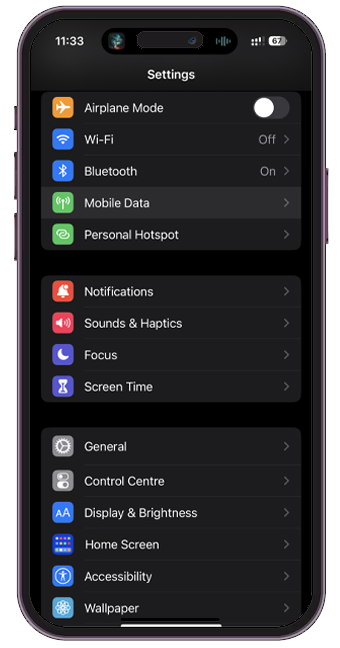 11:33
67
Settings
Airplane Mode
Wi-Fi Off
Bluetooth On
Mobile Data
Personal Hotspot
Notifications
Sounds & Haptics
Focus
Screen Time
General
Control Centre
AA Display & Brightness
Home Screen
Accessibility
Wallpaper